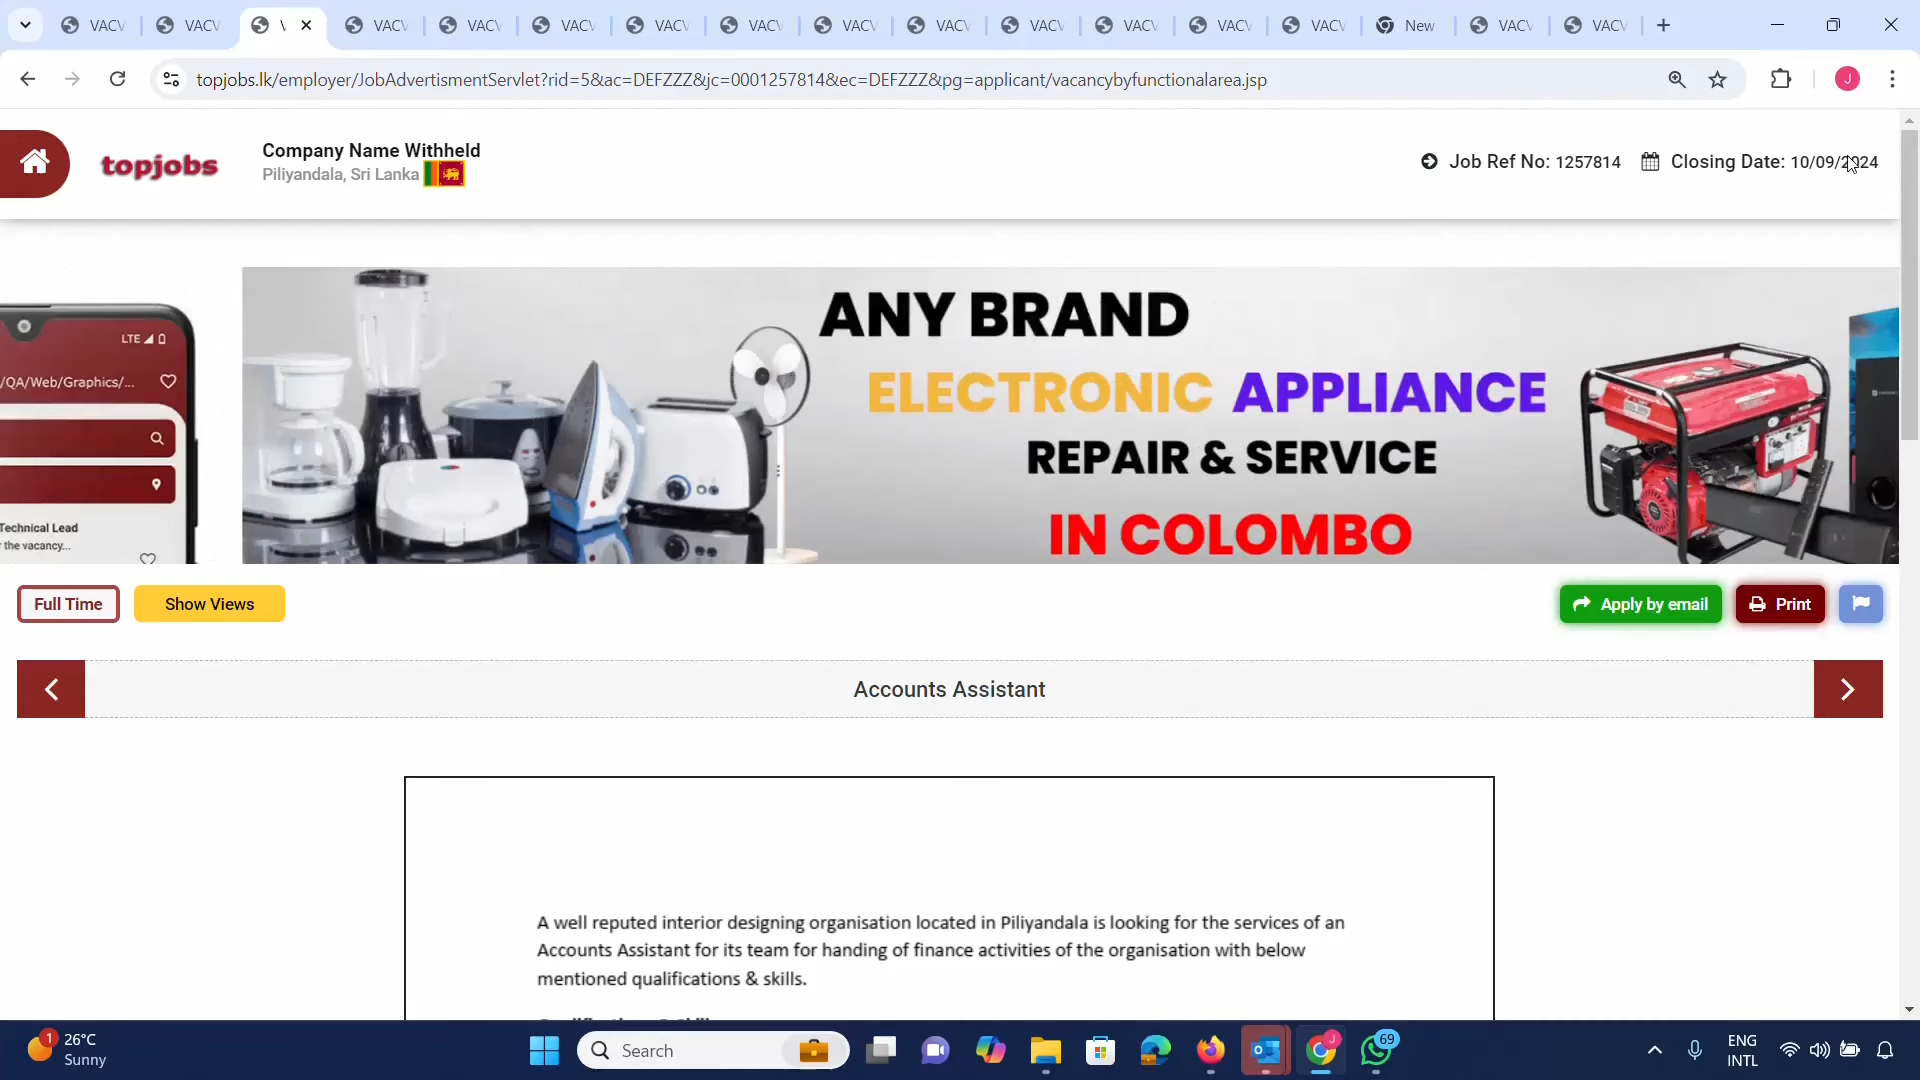 VACV
VACV
V
VACV
VACV
VACV
VACV
VACV
VACV
VACV
VACV
VACV
VACV
VACV
New
VACV
VACV
topjobs.lk/employer/JobAdvertismentServlet?rid=5&ac=DEFZZZ&jc=0001257814&ec=DEFZZZ&pg=applicant/vacancybyfunctionalarea.jsp
J
topjobs
Company Name Withheld
Piliyandala, Sri Lanka
Job Ref No: 1257814
Closing Date: 10/09/2024
LTE
/QA/Web/Graphics/...
Technical Lead
the vacancy...
ANY BRAND
ELECTRONIC APPLIANCE
REPAIR & SERVICE
IN COLOMBO
Full Time
Show Views
Apply by email
Print
Accounts Assistant
A well reputed interior designing organisation located in Piliyandala is looking for the services of an
Accounts Assistant for its team for handing of finance activities of the organisation with below
mentioned qualifications & skills.
1
26°C
Sunny
Search
J
69
ENG
INTL